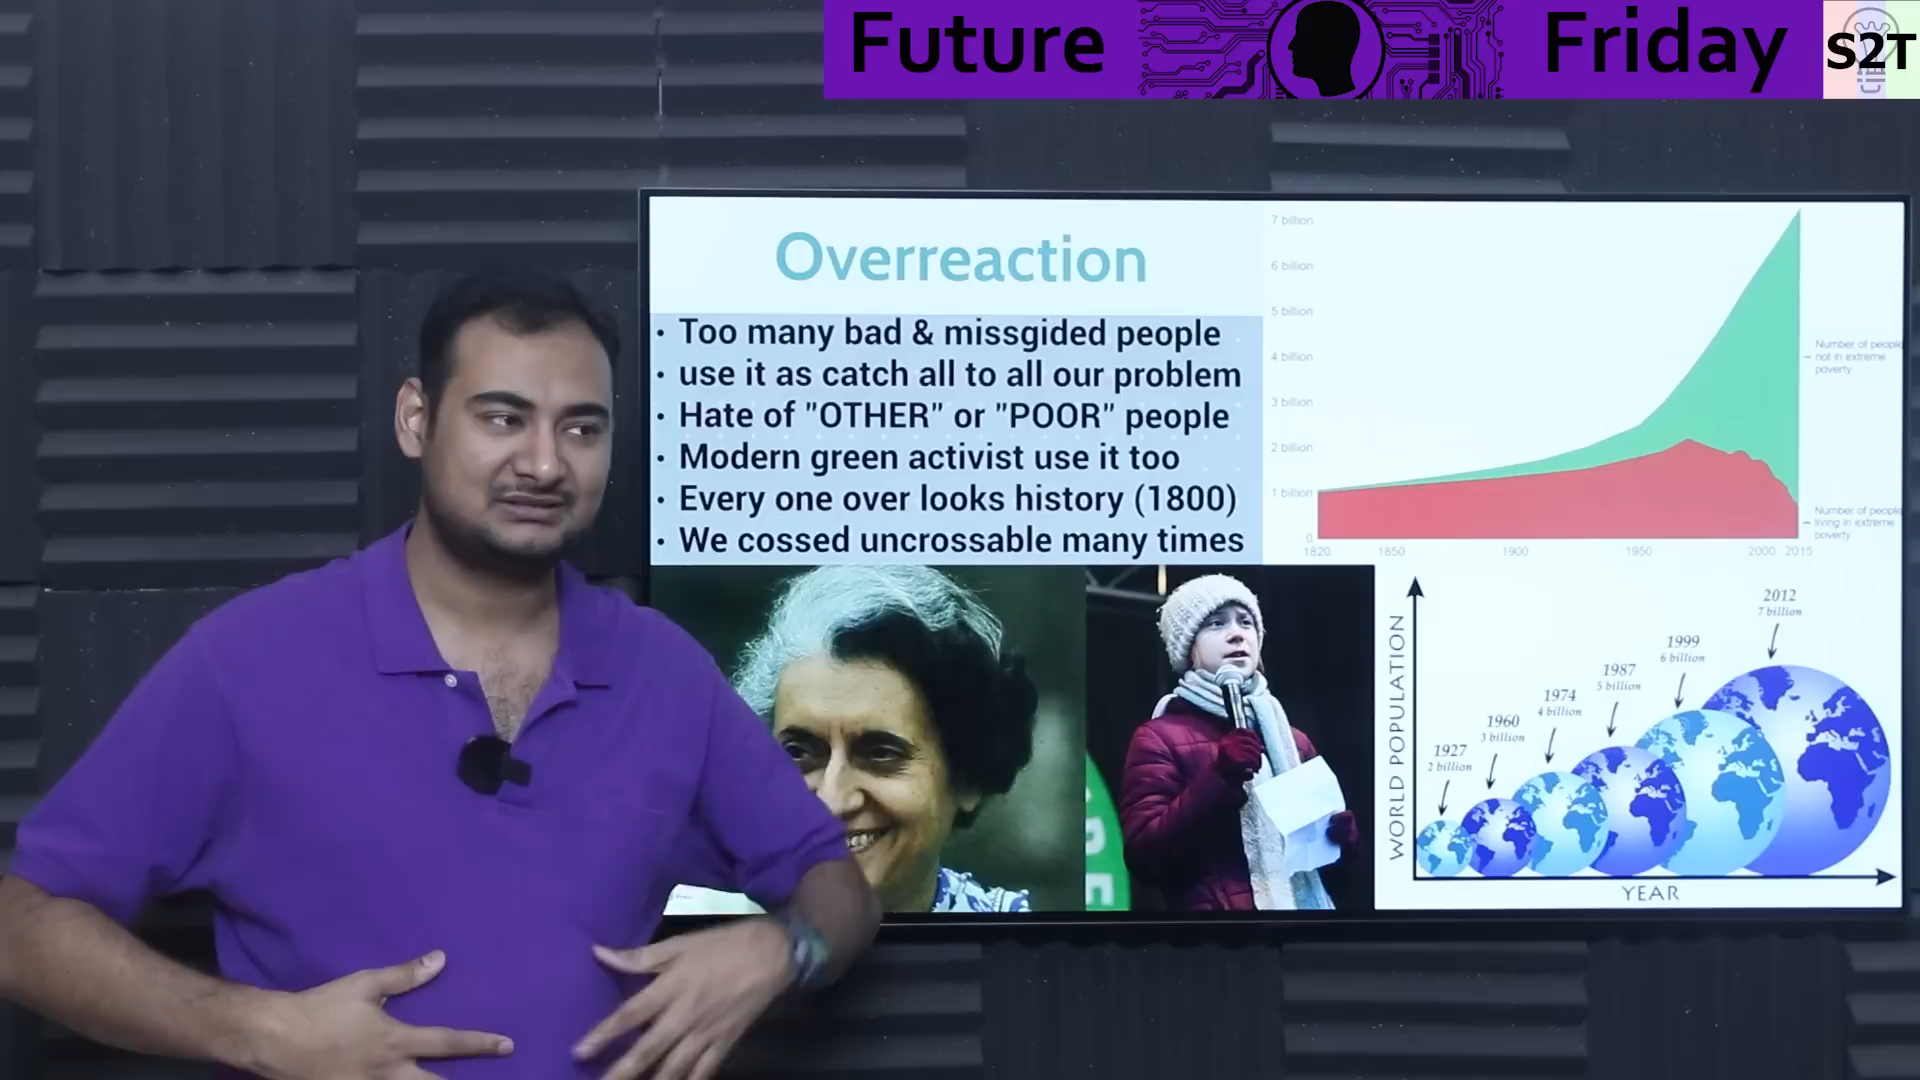 Future Friday S2T
Overreaction
• Too many bad & missgided people
• use it as catch all to all our problem
• Hate of "OTHER" or "POOR" people
• Modern green activist use it too
• Every one over looks history (1800)
• We cossed uncrossable many times
7 billion
6 billion
5 billion
4 billion
3 billion
2 billion
1 billion
0
1820 1850 1900 1950 2000 2015
Number of people
not in extreme
poverty
Number of people
living in extreme
poverty
WORLD POPULATION
1927
2 billion
1960
3 billion
1974
4 billion
1987
5 billion
1999
6 billion
2012
7 billion
YEAR